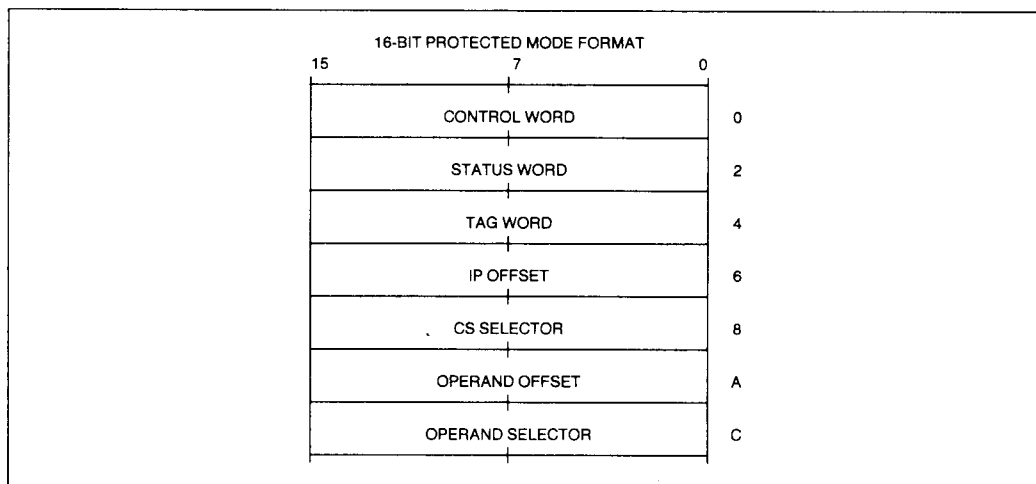 16-BIT PROTECTED MODE FORMAT
15 7 0
CONTROL WORD 0
STATUS WORD 2
TAG WORD 4
IP OFFSET 6
CS SELECTOR 8
OPERAND OFFSET A
OPERAND SELECTOR C